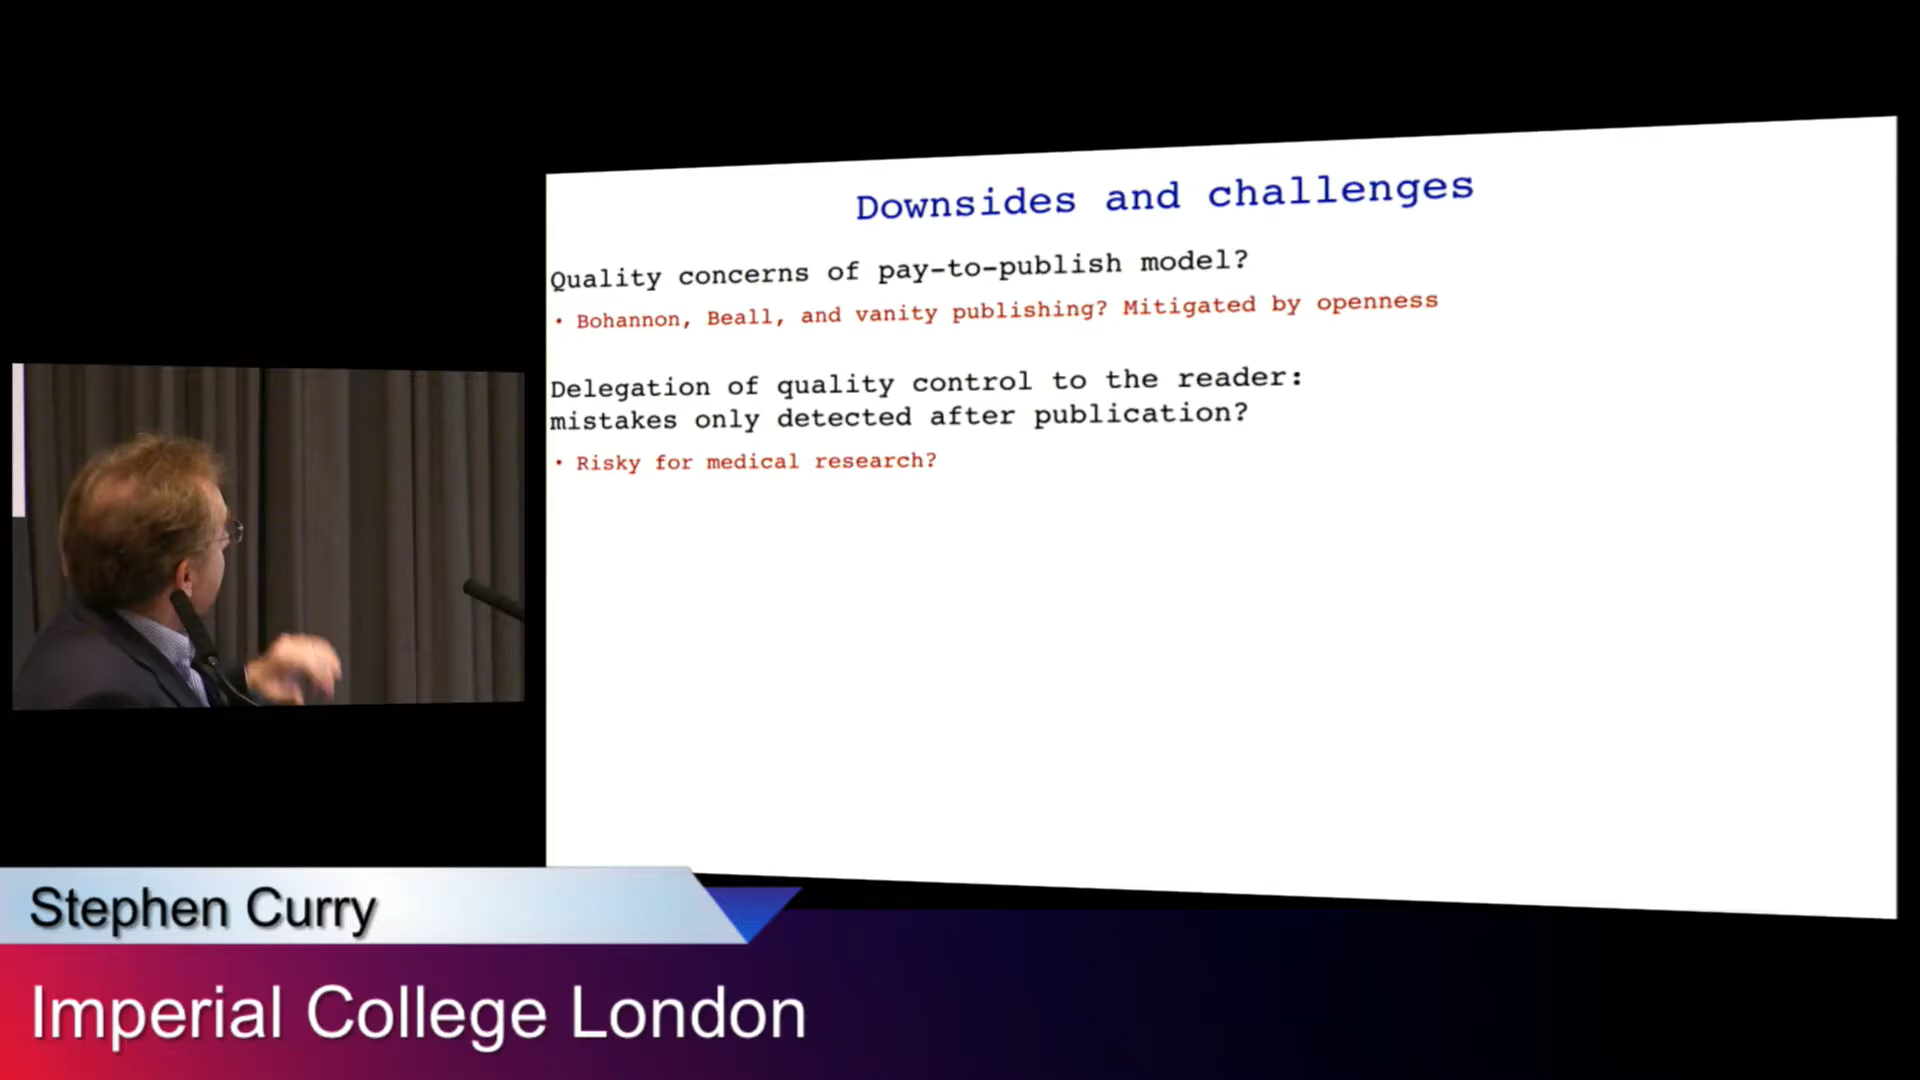 Downsides and challenges
Quality concerns of pay-to-publish model?
• Bohannon, Beall, and vanity publishing? Mitigated by openness
Delegation of quality control to the reader:
mistakes only detected after publication?
• Risky for medical research?
Stephen Curry
Imperial College London